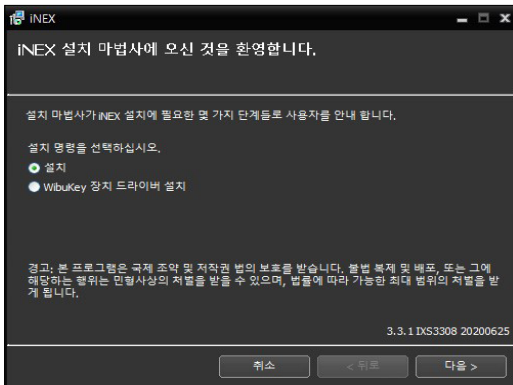 iNEX
iNEX 설치 마법사에 오신 것을 환영합니다.
설치 마법사가 iNEX 설치에 필요한 몇 가지 단계들로 사용자를 안내 합니다.
설치 명령을 선택하십시오.
설치
WibuKey 장치 드라이버 설치
경고: 본 프로그램은 국제 조약 및 저작권 법의 보호를 받습니다. 불법 복제 및 배포, 또는 그에
해당하는 행위는 민형사상의 처벌을 받을 수 있으며, 법률에 따라 가능한 최대 범위의 처벌을 받
게 됩니다.
3.3.1 IXS3308 20200625
취소
< 뒤로
다음 >